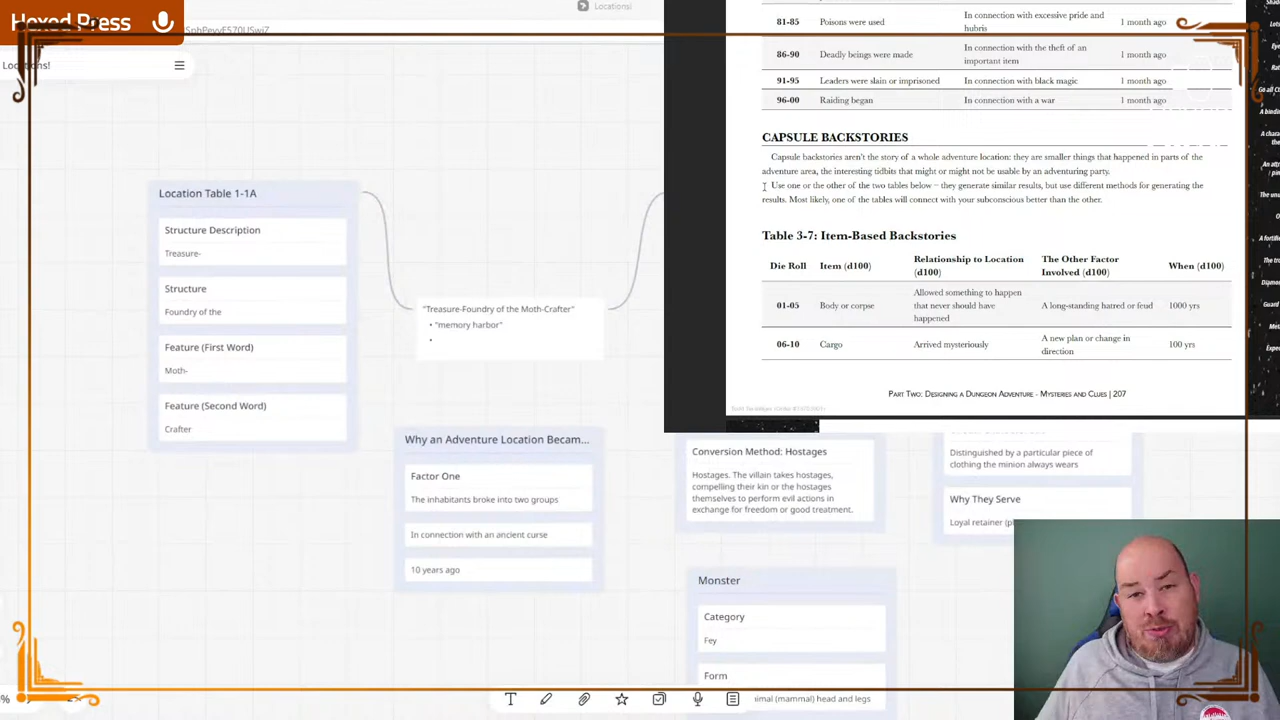 Hexed Press
Locations!
SphPeyvE570USwiZ
Locations!
81-85 Poisons were used In connection with excessive pride and hubris 1 month ago
86-90 Deadly beings were made In connection with the theft of an important item 1 month ago
91-95 Leaders were slain or imprisoned In connection with black magic 1 month ago
96-00 Raiding began In connection with a war 1 month ago
CAPSULE BACKSTORIES
Capsule backstories aren't the story of a whole adventure location: they are smaller things that happened in parts of the
adventure area, the interesting tidbits that might or might not be usable by an adventuring party.
Use one or the other of the two tables below – they generate similar results, but use different methods for generating the
results. Most likely, one of the tables will connect with your subconscious better than the other.
Table 3-7: Item-Based Backstories
Die Roll Item (d100) Relationship to Location (d100) The Other Factor Involved (d100) When (d100)
01-05 Body or corpse Allowed something to happen that never should have happened A long-standing hatred or feud 1000 yrs
06-10 Cargo Arrived mysteriously A new plan or change in direction 100 yrs
Part Two: Designing a Dungeon Adventure - Mysteries and Clues | 207
Location Table 1-1A
Structure Description
Treasure-
Structure
Foundry of the
Feature (First Word)
Moth-
Feature (Second Word)
Crafter
"Treasure-Foundry of the Moth-Crafter"
• "memory harbor"
•
Why an Adventure Location Becam...
Factor One
The inhabitants broke into two groups
In connection with an ancient curse
10 years ago
Conversion Method: Hostages
Hostages. The villain takes hostages,
compelling their kin or the hostages
themselves to perform evil actions in
exchange for freedom or good treatment.
Distinguished by a particular piece of
clothing the minion always wears
Why They Serve
Loyal retainer
Monster
Category
Fey
Form
(mammal) head and legs